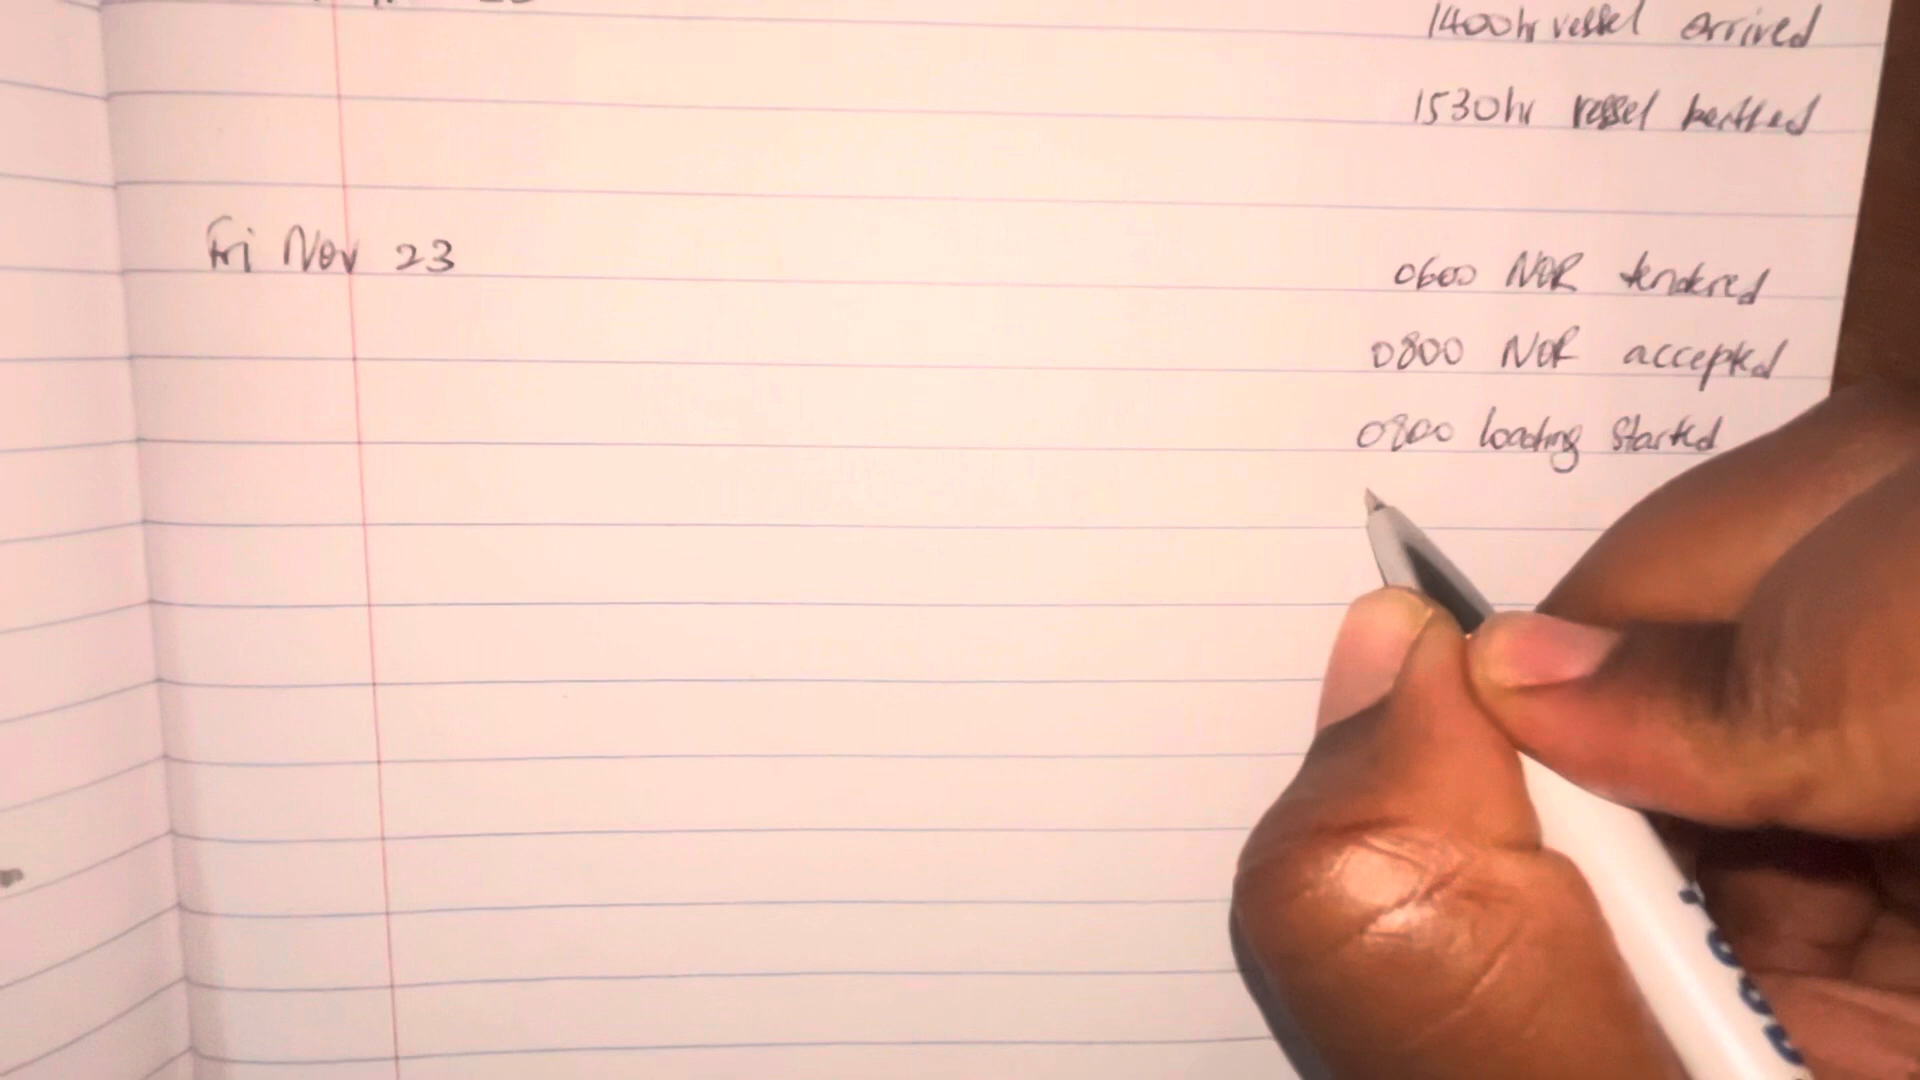 1400hr vessel arrived
1530hr vessel berthed
Fri Nov 23
0600 NOR tendered
0800 NOR accepted
0800 loading started